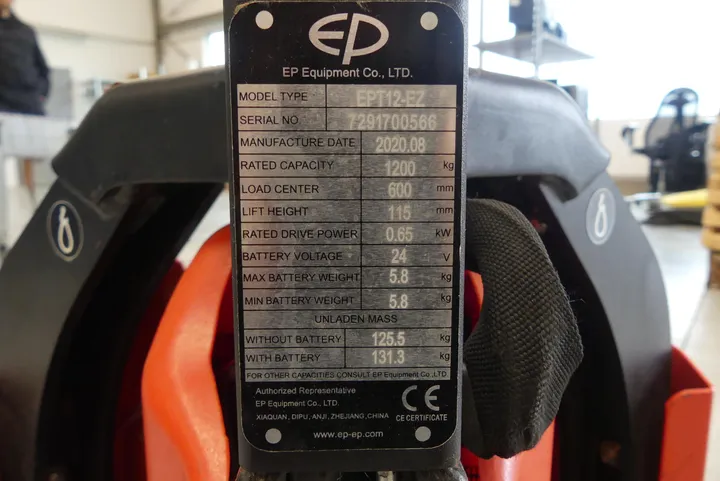 EP
EP Equipment Co., LTD.
MODEL TYPE EPT12-EZ
SERIAL NO. 7291700566
MANUFACTURE DATE 2020.08
RATED CAPACITY 1200 kg
LOAD CENTER 600 mm
LIFT HEIGHT 115 mm
RATED DRIVE POWER 0.65 kW
BATTERY VOLTAGE 24 V
MAX BATTERY WEIGHT 5.8 kg
MIN BATTERY WEIGHT 5.8 kg
UNLADEN MASS
WITHOUT BATTERY 125.5 kg
WITH BATTERY 131.3 kg
FOR OTHER CAPACITIES CONSULT EP Equipment Co.,LTD
Authorized Representative
EP Equipment Co., LTD.
XIAQUAN, DIPU, ANJI, ZHEJIANG, CHINA
CE
CE CERTIFICATE
www.ep-ep.com